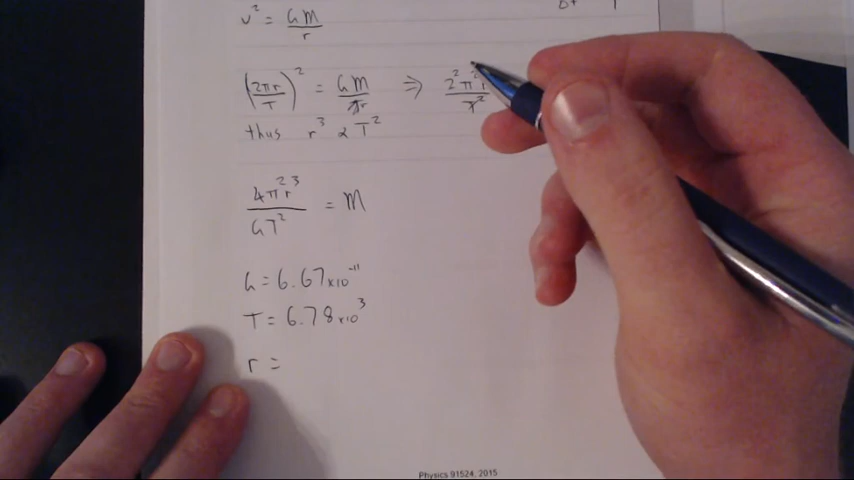 v² = GM/r
(2πr/T)² = GM/r ⇒ 2²π²r
thus r³ α T²
4π²r³/GT² = M
G = 6.67×10⁻¹¹
T = 6.78×10³
r =
Physics 91524, 2015